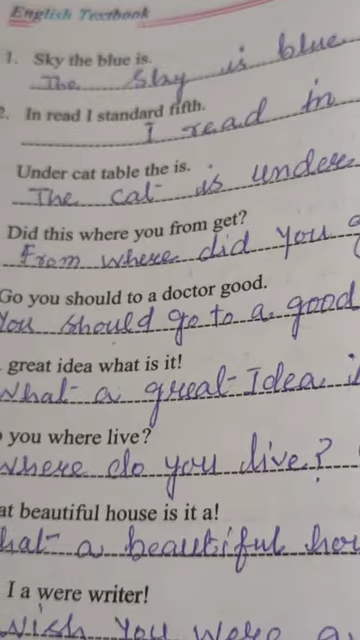 English Textbook
1. Sky the blue is.
The Sky is blue
2. In read I standard fifth.
I read in
Under cat table the is.
The cat is undere
Did this where you from get?
From where did you
Go you should to a doctor good.
You should go to a good
great idea what is it!
What a great Idea
you where live?
where do you live?
at beautiful house is it a!
hat a beautiful hou
I a were writer!
Wish you were a